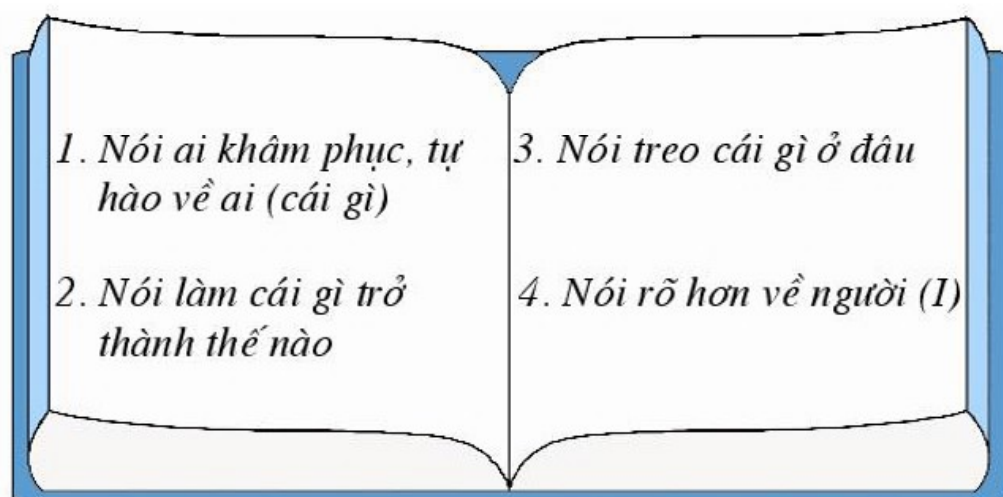 1. Nói ai khâm phục, tự
hào về ai (cái gì)
2. Nói làm cái gì trở
thành thế nào
3. Nói treo cái gì ở đâu
4. Nói rõ hơn về người (I)